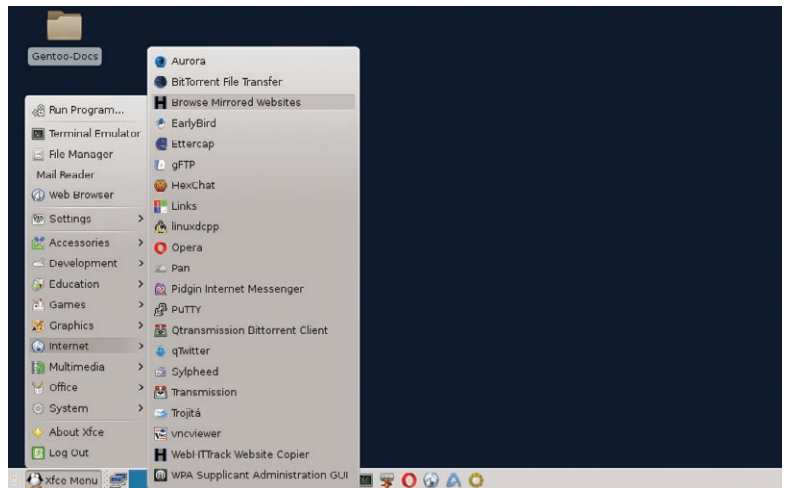 Gentoo-Docs
Run Program...
Terminal Emulator
File Manager
Mail Reader
Web Browser
Settings
Accessories
Development
Education
Games
Graphics
Internet
Multimedia
Office
System
About Xfce
Log Out
Xfce Menu
Aurora
BitTorrent File Transfer
Browse Mirrored Websites
EarlyBird
Ettercap
gFTP
HexChat
Links
linuxdcpp
Opera
Pan
Pidgin Internet Messenger
PuTTY
Qtransmission Bittorrent Client
qTwitter
Sylpheed
Transmission
Trojitá
vncviewer
WebHTTrack Website Copier
WPA Supplicant Administration GUI